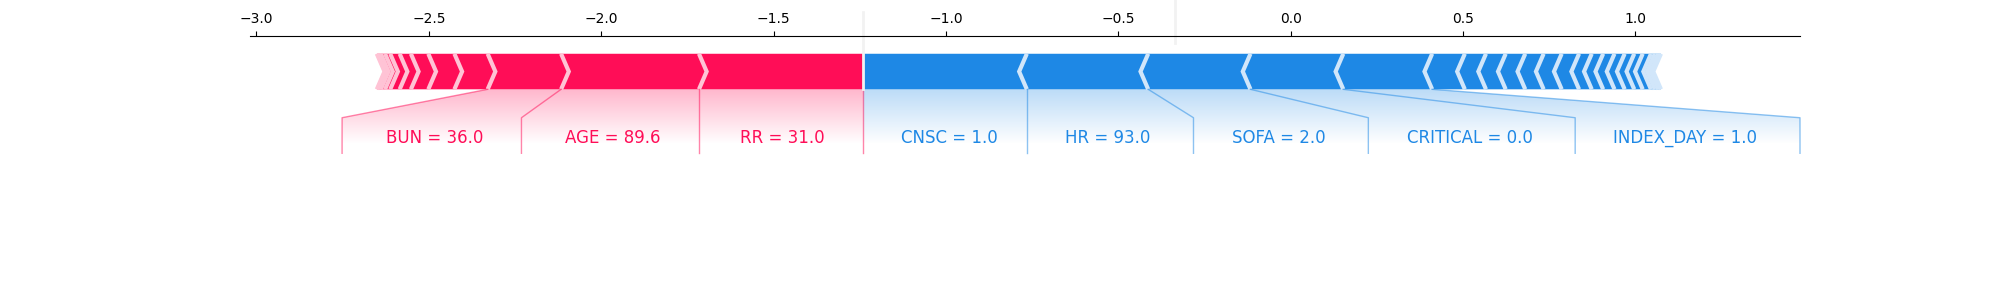 −3.0 −2.5 −2.0 −1.5 −1.0 −0.5 0.0 0.5 1.0
BUN = 36.0 AGE = 89.6 RR = 31.0 CNSC = 1.0 HR = 93.0 SOFA = 2.0 CRITICAL = 0.0 INDEX_DAY = 1.0